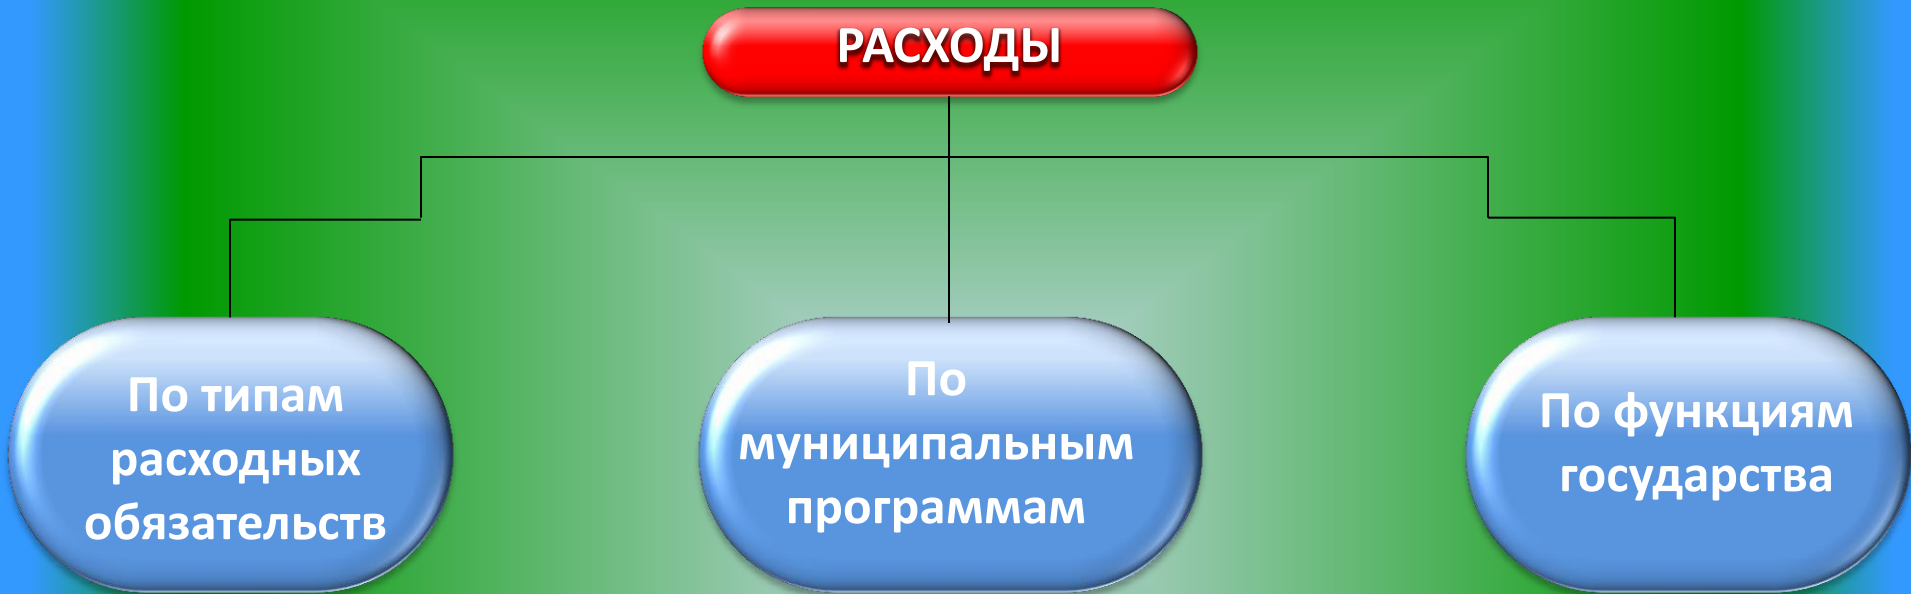 РАСХОДЫ
По типам
расходных
обязательств
По
муниципальным
программам
По функциям
государства